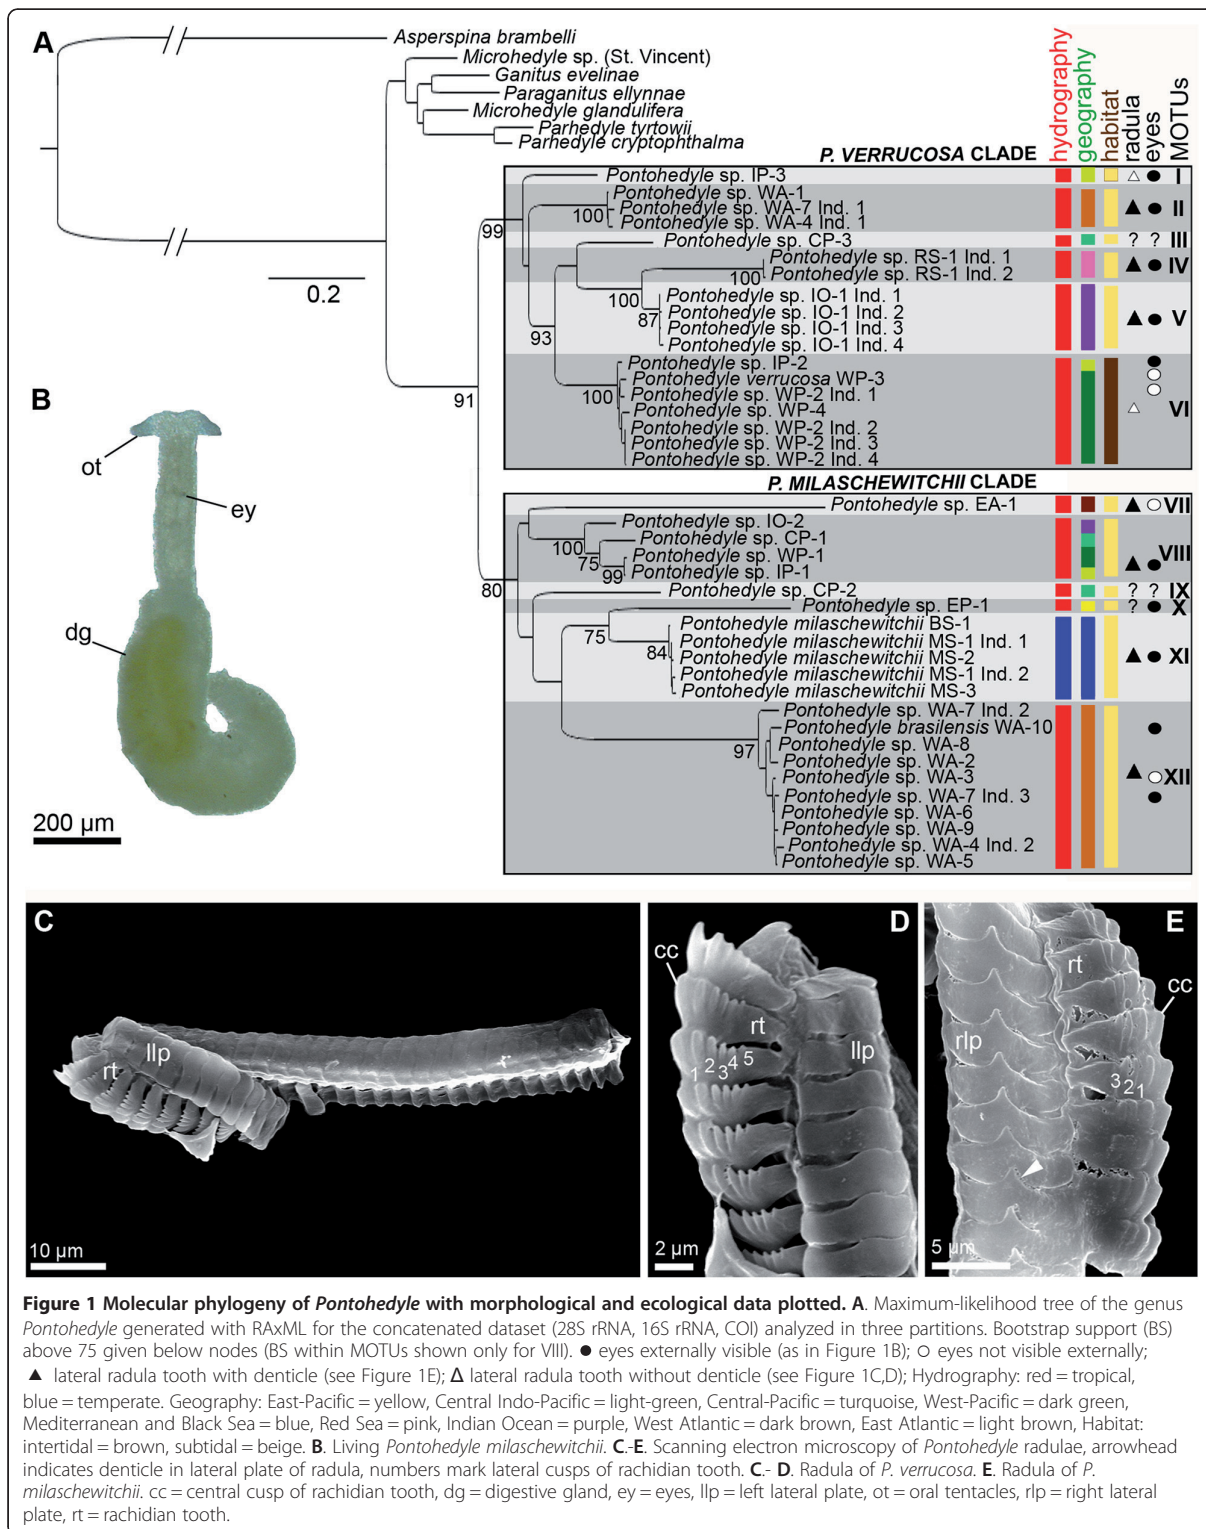 A
Asperspina brambelli
Microhedyle sp. (St. Vincent)
Ganitus evelinae
Paraganitus ellynnae
Microhedyle glandulifera
Parhedyle tyrtowii
Parhedyle cryptophthalma
hydrography
geography
habitat
radula
eyes
MOTUs
P. VERRUCOSA CLADE
Pontohedyle sp. IP-3
I
Pontohedyle sp. WA-1
Pontohedyle sp. WA-7 Ind. 1
II
Pontohedyle sp. WA-4 Ind. 1
100
99
Pontohedyle sp. CP-3
? ? III
Pontohedyle sp. RS-1 Ind. 1
Pontohedyle sp. RS-1 Ind. 2
100
IV
0.2
100
Pontohedyle sp. IO-1 Ind. 1
Pontohedyle sp. IO-1 Ind. 2
87
Pontohedyle sp. IO-1 Ind. 3
V
Pontohedyle sp. IO-1 Ind. 4
93
Pontohedyle sp. IP-2
Pontohedyle verrucosa WP-3
100
Pontohedyle sp. WP-2 Ind. 1
Pontohedyle sp. WP-4
VI
Pontohedyle sp. WP-2 Ind. 2
Pontohedyle sp. WP-2 Ind. 3
Pontohedyle sp. WP-2 Ind. 4
91
P. MILASCHEWITCHII CLADE
Pontohedyle sp. EA-1
VII
Pontohedyle sp. IO-2
100
Pontohedyle sp. CP-1
75
Pontohedyle sp. WP-1
VIII
99
Pontohedyle sp. IP-1
80
Pontohedyle sp. CP-2
? ? IX
Pontohedyle sp. EP-1
? X
75
Pontohedyle milaschewitchii BS-1
Pontohedyle milaschewitchii MS-1 Ind. 1
84
Pontohedyle milaschewitchii MS-2
XI
Pontohedyle milaschewitchii MS-1 Ind. 2
Pontohedyle milaschewitchii MS-3
Pontohedyle sp. WA-7 Ind. 2
Pontohedyle brasilensis WA-10
97
Pontohedyle sp. WA-8
Pontohedyle sp. WA-2
Pontohedyle sp. WA-3
XII
Pontohedyle sp. WA-7 Ind. 3
Pontohedyle sp. WA-6
Pontohedyle sp. WA-9
Pontohedyle sp. WA-4 Ind. 2
Pontohedyle sp. WA-5
B
ot
ey
dg
200 µm
C
llp
rt
r
10 µm
D
cc
rt
llp
1 2 3 4 5
2 µm
E
rt
cc
rlp
3 2 1
5 µm
Figure 1 Molecular phylogeny of Pontohedyle with morphological and ecological data plotted. A. Maximum-likelihood tree of the genus
Pontohedyle generated with RAxML for the concatenated dataset (28S rRNA, 16S rRNA, COI) analyzed in three partitions. Bootstrap support (BS)
above 75 given below nodes (BS within MOTUs shown only for VIII). ● eyes externally visible (as in Figure 1B); ○ eyes not visible externally;
▲ lateral radula tooth with denticle (see Figure 1E); Δ lateral radula tooth without denticle (see Figure 1C,D); Hydrography: red = tropical,
blue = temperate. Geography: East-Pacific = yellow, Central Indo-Pacific = light-green, Central-Pacific = turquoise, West-Pacific = dark green,
Mediterranean and Black Sea = blue, Red Sea = pink, Indian Ocean = purple, West Atlantic = dark brown, East Atlantic = light brown, Habitat:
intertidal = brown, subtidal = beige. B. Living Pontohedyle milaschewitchii. C.-E. Scanning electron microscopy of Pontohedyle radulae, arrowhead
indicates denticle in lateral plate of radula, numbers mark lateral cusps of rachidian tooth. C.- D. Radula of P. verrucosa. E. Radula of P.
milaschewitchii. cc = central cusp of rachidian tooth, dg = digestive gland, ey = eyes, llp = left lateral plate, ot = oral tentacles, rlp = right lateral
plate, rt = rachidian tooth.